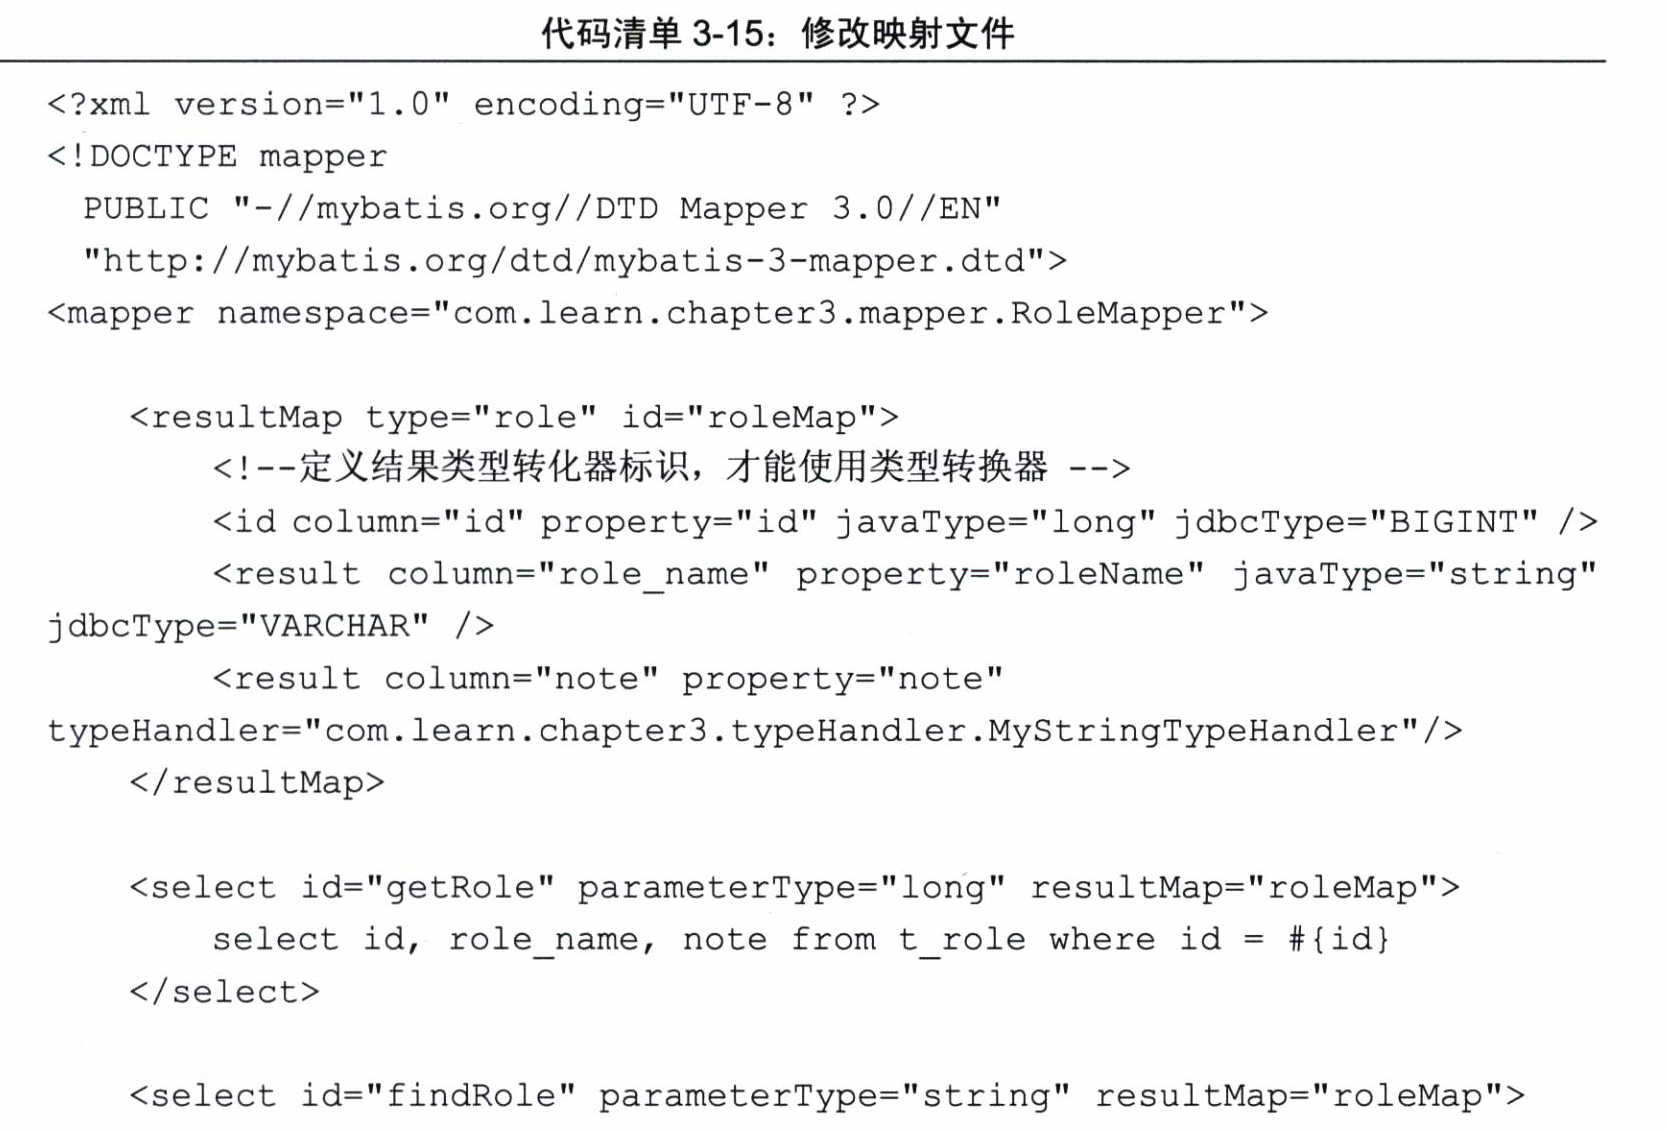 代码清单 3-15：修改映射文件
<?xml version="1.0" encoding="UTF-8" ?>
<!DOCTYPE mapper
PUBLIC "-//mybatis.org//DTD Mapper 3.0//EN"
"http://mybatis.org/dtd/mybatis-3-mapper.dtd">
<mapper namespace="com.learn.chapter3.mapper.RoleMapper">
<resultMap type="role" id="roleMap">
<!--定义结果类型转化器标识，才能使用类型转换器 -->
<id column="id" property="id" javaType="long" jdbcType="BIGINT" />
<result column="role_name" property="roleName" javaType="string"
jdbcType="VARCHAR" />
<result column="note" property="note"
typeHandler="com.learn.chapter3.typeHandler.MyStringTypeHandler"/>
</resultMap>
<select id="getRole" parameterType="long" resultMap="roleMap">
select id, role_name, note from t_role where id = #{id}
</select>
<select id="findRole" parameterType="string" resultMap="roleMap">